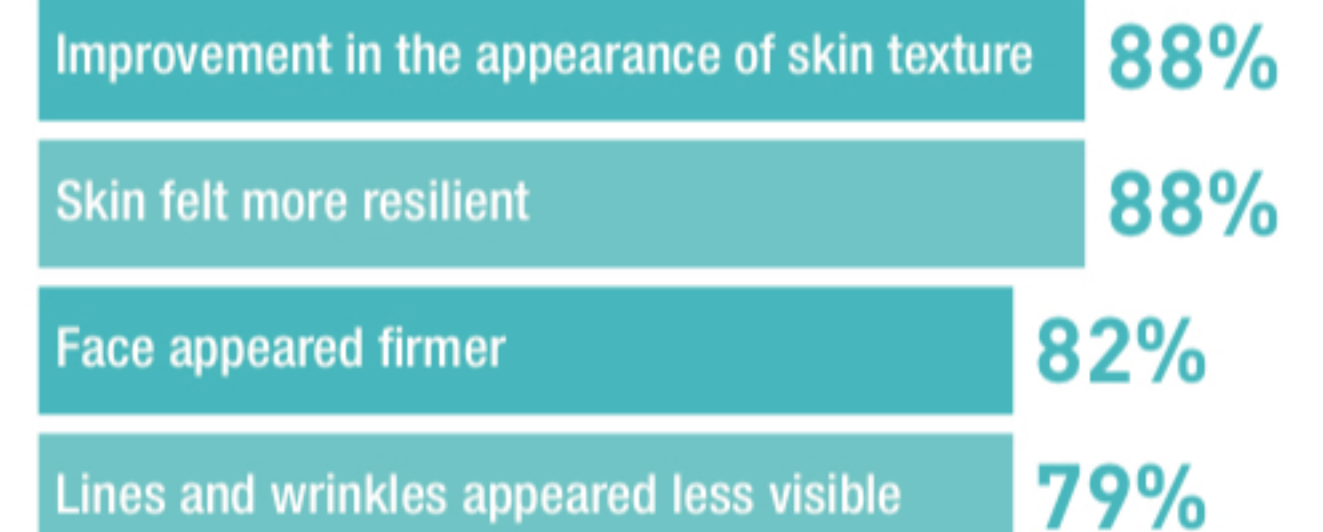 Improvement in the appearance of skin texture 88%
Skin felt more resilient 88%
Face appeared firmer 82%
Lines and wrinkles appeared less visible 79%